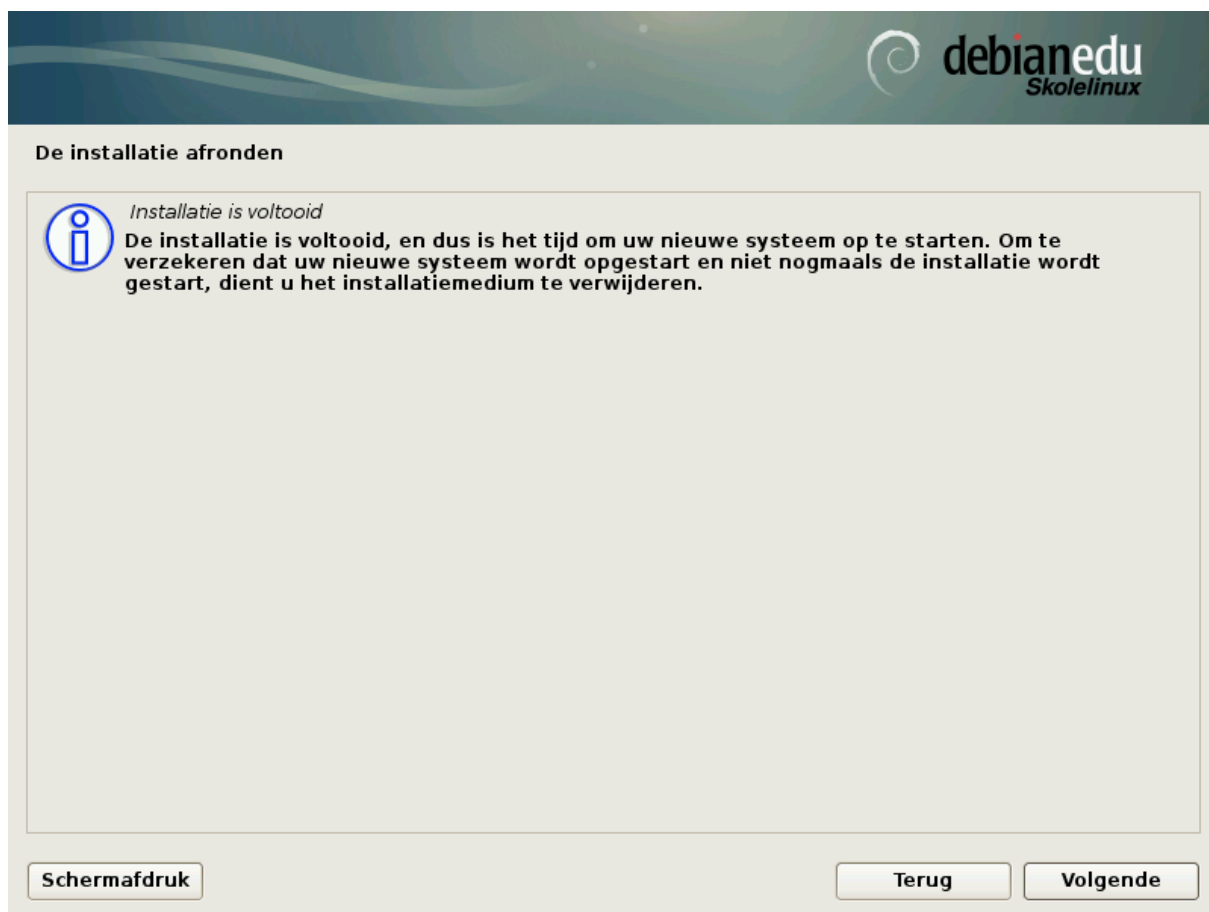 debianedu
Skolelinux
De installatie afronden
Installatie is voltooid
De installatie is voltooid, en dus is het tijd om uw nieuwe systeem op te starten. Om te
verzekeren dat uw nieuwe systeem wordt opgestart en niet nogmaals de installatie wordt
gestart, dient u het installatiemedium te verwijderen.
Schermafdruk
Terug
Volgende